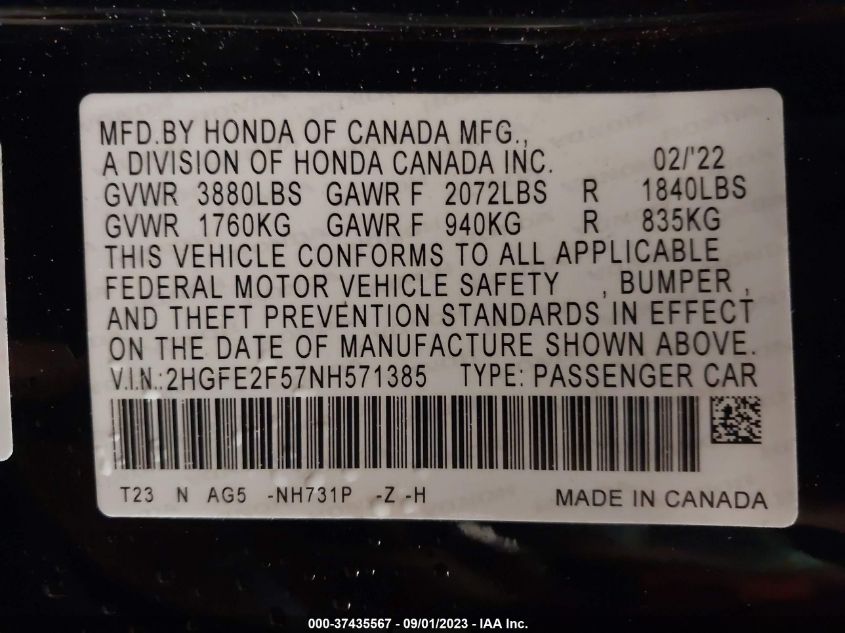 MFD.BY HONDA OF CANADA MFG.,
A DIVISION OF HONDA CANADA INC. 02/'22
GVWR 3880LBS GAWR F 2072LBS R 1840LBS
GVWR 1760KG GAWR F 940KG R 835KG
THIS VEHICLE CONFORMS TO ALL APPLICABLE
FEDERAL MOTOR VEHICLE SAFETY , BUMPER ,
AND THEFT PREVENTION STANDARDS IN EFFECT
ON THE DATE OF MANUFACTURE SHOWN ABOVE.
V.I.N.:2HGFE2F57NH571385 TYPE: PASSENGER CAR
T23 N AG5 -NH731P -Z -H MADE IN CANADA
000-37435567 - 09/01/2023 - IAA Inc.